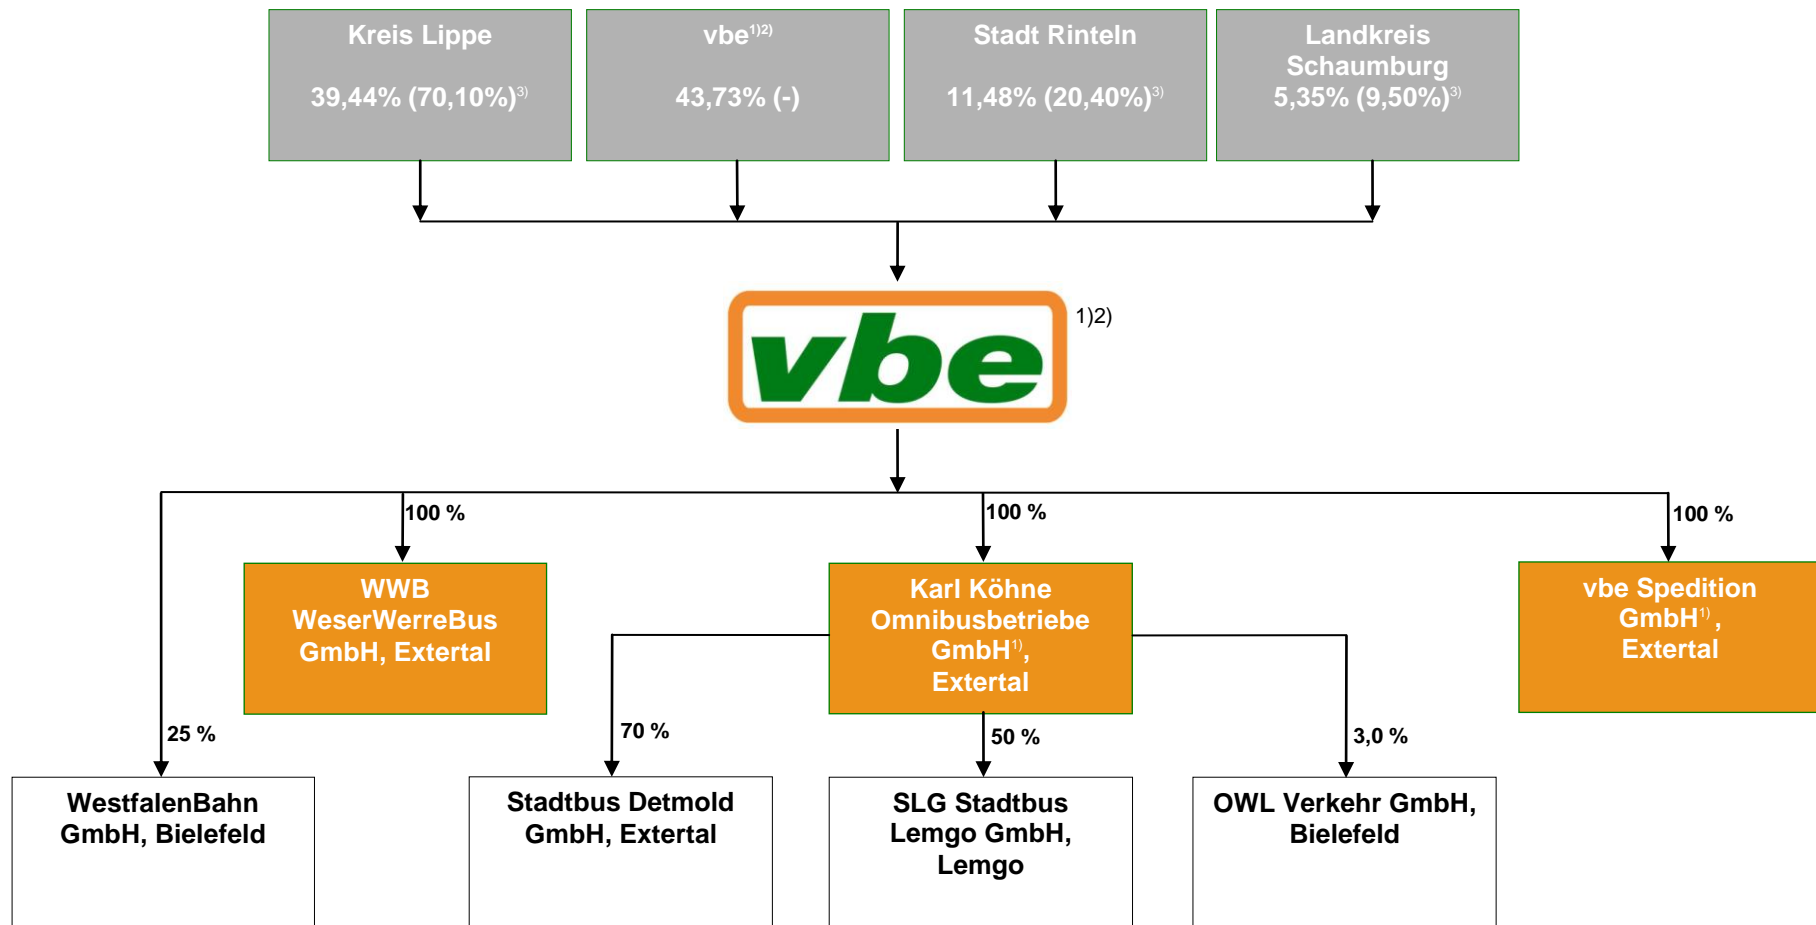 Kreis Lippe
39,44% (70,10%)3)
vbe1)2)
43,73% (-)
Stadt Rinteln
11,48% (20,40%)3)
Landkreis
Schaumburg
5,35% (9,50%)3)
vbe
1)2)
100 %
100 %
100 %
WWB
WeserWerreBus
GmbH, Extertal
Karl Köhne
Omnibusbetriebe
GmbH1),
Extertal
vbe Spedition
GmbH1) ,
Extertal
25 %
70 %
50 %
3,0 %
WestfalenBahn
GmbH, Bielefeld
Stadtbus Detmold
GmbH, Extertal
SLG Stadtbus
Lemgo GmbH,
Lemgo
OWL Verkehr GmbH,
Bielefeld